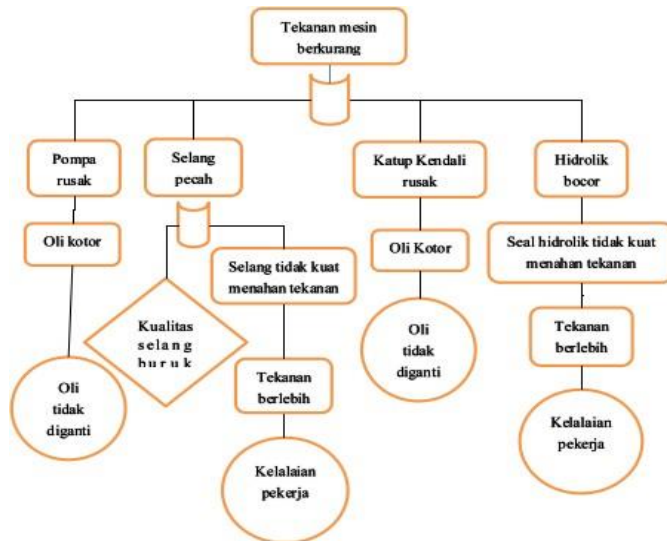 Tekanan mesin
berkurang
Pompa
rusak
Selang
pecah
Katup Kendali
rusak
Hidrolik
bocor
Oli kotor
Selang tidak kuat
menahan tekanan
Oli Kotor
Seal hidrolik tidak kuat
menahan tekanan
Kualitas
selang
buruk
Oli
tidak
diganti
Tekanan
berlebih
Oli
tidak
diganti
Tekanan
berlebih
Kelalaian
pekerja
Kelalaian
pekerja